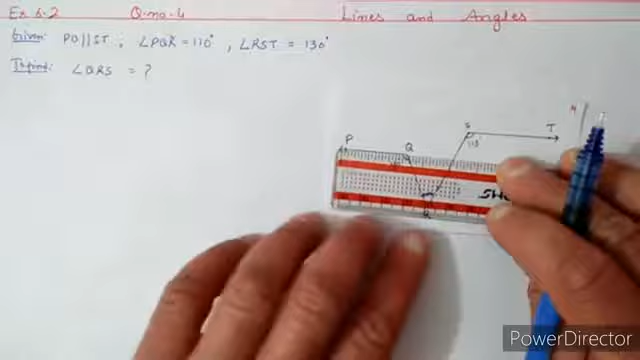 Ex 6.2 Q.no.4 Lines and Angles
Given: PQ||ST, ∠PQR = 110°, ∠RST = 130°
To find: ∠QRS = ?
S T
P Q
R
PowerDirector